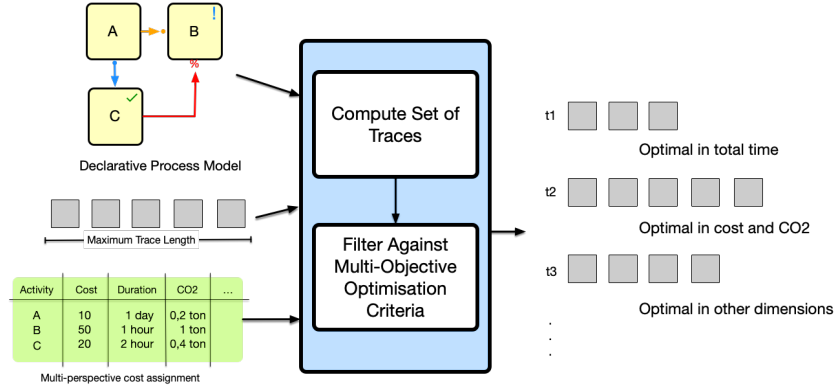 A
B
!
%
C
Declarative Process Model
Maximum Trace Length
Activity Cost Duration CO2 ...
A 10 1 day 0,2 ton
B 50 1 hour 1 ton
C 20 2 hour 0,4 ton
Multi-perspective cost assignment
Compute Set of
Traces
Filter Against
Multi-Objective
Optimisation
Criteria
t1
Optimal in total time
t2
Optimal in cost and CO2
t3
Optimal in other dimensions
.
.
.